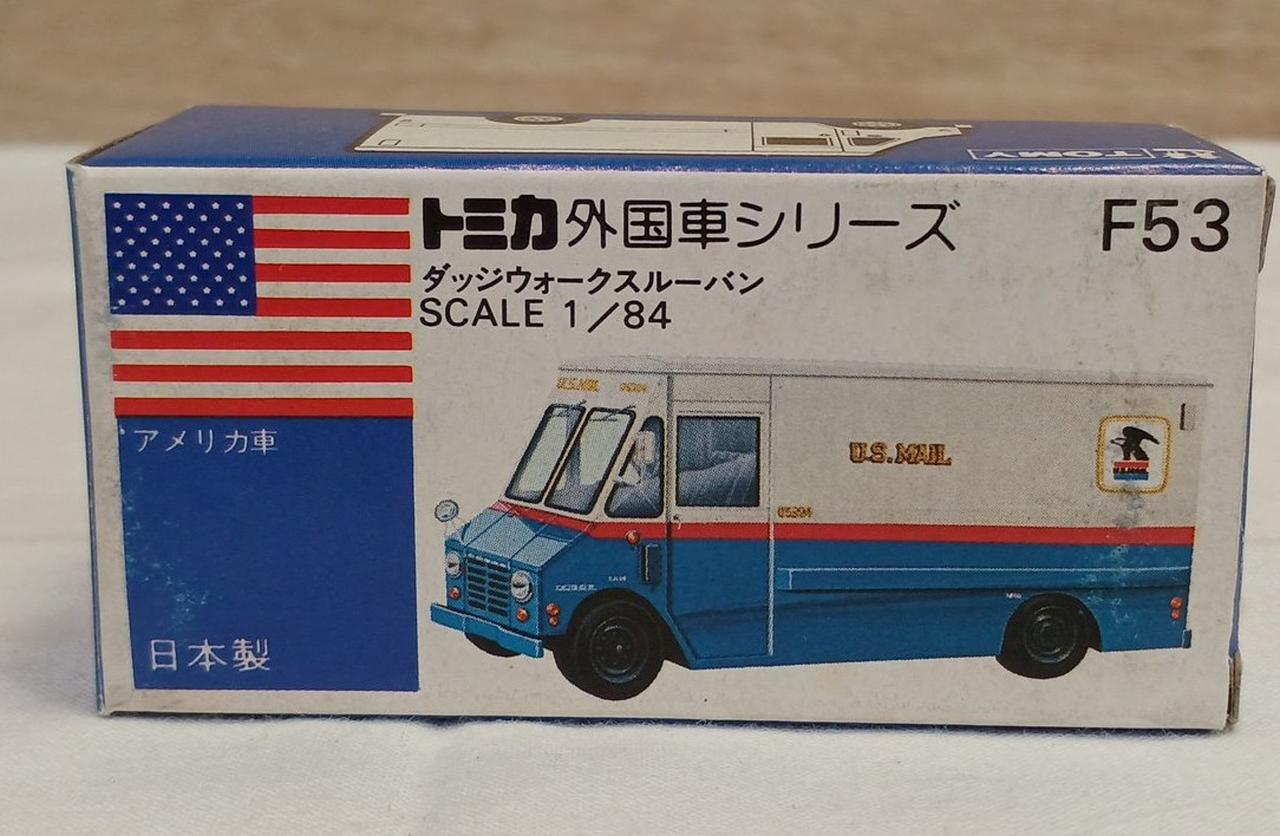 TOMY
トミカ外国車シリーズ F53
ダッジウォークスルーバン
SCALE 1/84
アメリカ車
日本製
U.S.MAIL
U.S.MAIL